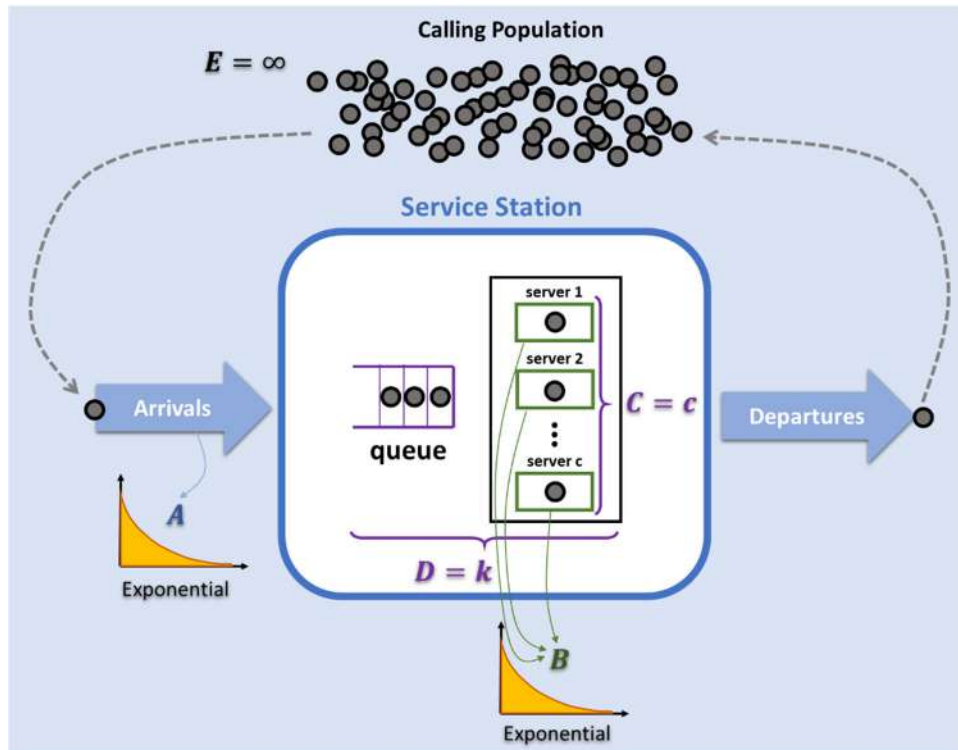 Calling Population
E = ∞
Service Station
server 1
server 2
C = c
Arrivals
Departures
queue
server c
A
D = k
Exponential
B
Exponential